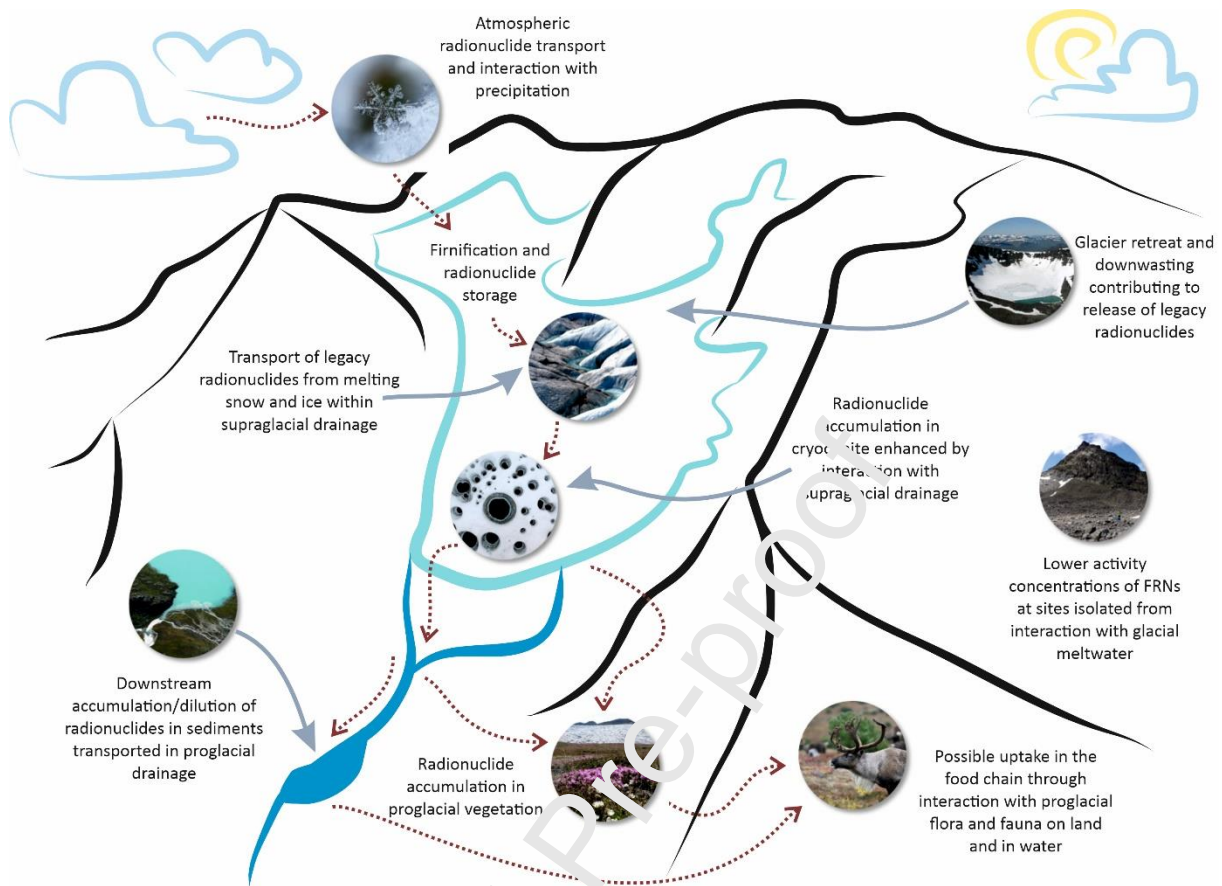 Atmospheric
radionuclide transport
and interaction with
precipitation
Firnification and
radionuclide
storage
Glacier retreat and
downwasting
contributing to
release of legacy
radionuclides
Transport of legacy
radionuclides from melting
snow and ice within
supraglacial drainage
Radionuclide
accumulation in
cryoconite enhanced by
interaction with
supraglacial drainage
Lower activity
concentrations of FRNs
at sites isolated from
interaction with glacial
meltwater
Downstream
accumulation/dilution of
radionuclides in sediments
transported in proglacial
drainage
Radionuclide
accumulation in
proglacial vegetation
Possible uptake in the
food chain through
interaction with proglacial
flora and fauna on land
and in water
Pre-proof